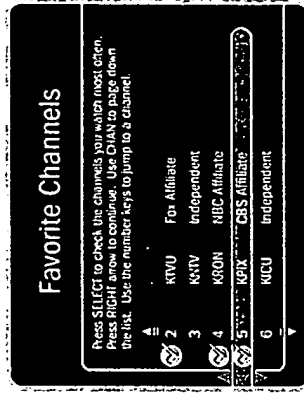 Favorite Channels
Press SELECT to check the channels you watch most often.
Press RIGHT arrow to continue. Use CHAN to page down
the list. Use the number keys to jump to a channel.
2 KTVU Fox Affiliate
3 KNTV Independent
4 KRON NBC Affiliate
5 KPIX CBS Affiliate
6 KICU Independent